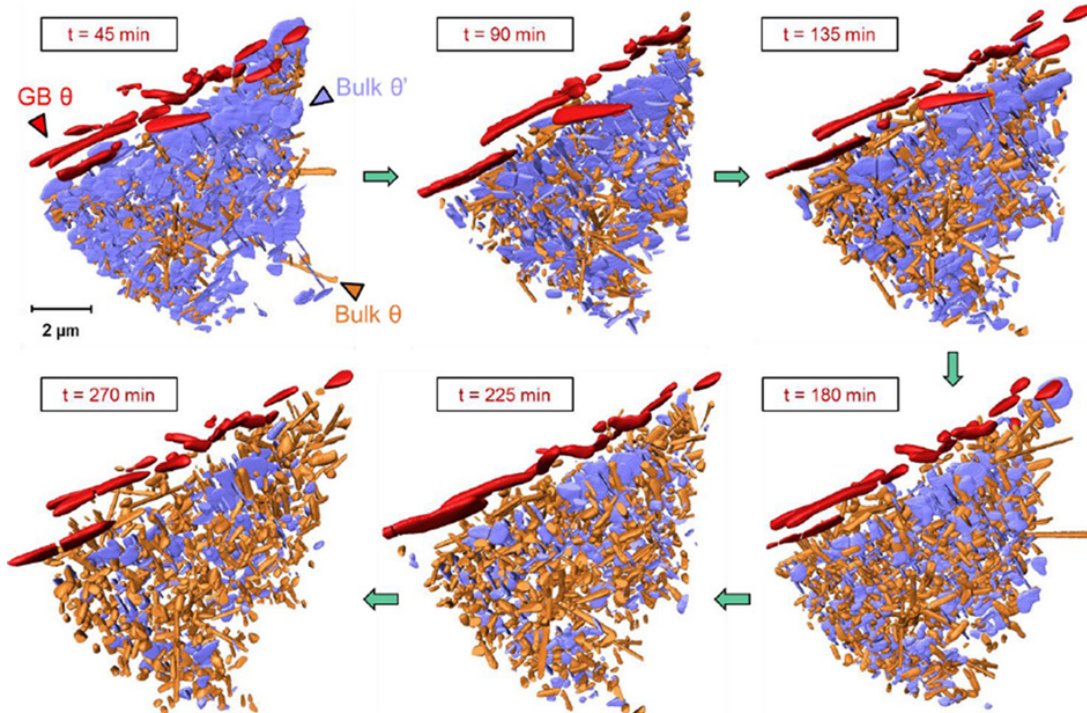 t = 45 min
t = 90 min
t = 135 min
GB θ
Bulk θ'
Bulk θ
2 μm
t = 270 min
t = 225 min
t = 180 min